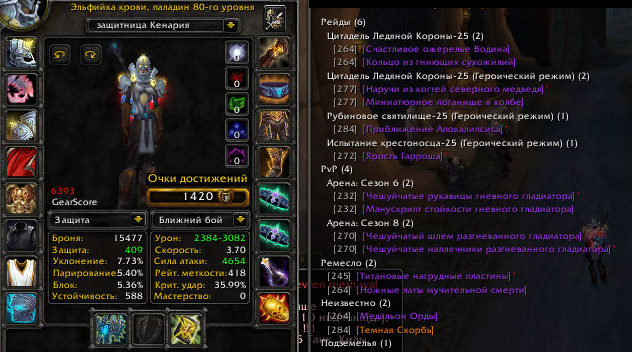 Эльфийка крови, паладин 80-го уровня
защитница Кенария
0
0
0
0
0
Очки достижений
1420
6393
GearScore
Защита
Броня: 15477
Защита: 409
Уклонение: 7.73%
Парирование: 5.40%
Блок: 5.36%
Устойчивость: 588
Ближний бой
Урон: 2384-3082
Скорость: 3.70
Сила атаки: 4654
Рейт. меткости: 418
Крит. удар: 35.99%
Мастерство: 0
Рейды (6)
Цитадель Ледяной Короны-25 (2)
[264] [Счастливое ожерелье Водина]
[264] [Кольцо из гниющих сухожилий]
Цитадель Ледяной Короны-25 (Героический режим) (2)
[277] [Наручи из когтей северного медведя]
[277] [Миниатюрное поганище в колбе]
Рубиновое святилище-25 (Героический режим) (1)
[284] [Приближение Апокалипсиса]
Испытание крестоносца-25 (Героический режим) (1)
[272] [Ярость Гарроша]
PvP (4)
Арена: Сезон 6 (2)
[232] [Чешуйчатые рукавицы гневного гладиатора]
[232] [Манускрипт стойкости гневного гладиатора]
Арена: Сезон 8 (2)
[270] [Чешуйчатый шлем разгневанного гладиатора]
[270] [Чешуйчатые наплечники разгневанного гладиатора]
Ремесло (2)
[245] [Титановые нагрудные пластины]
[264] [Ножные латы мучительной смерти]
Неизвестно (2)
[264] [Медальон Орды]
[284] [Темная Скорбь]
Подземелья (1)